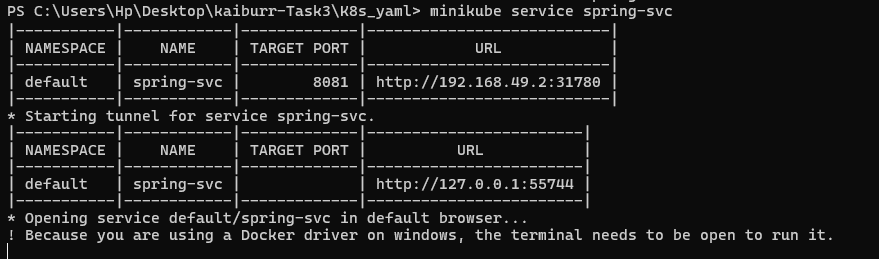 PS C:\Users\Hp\Desktop\kaiburr-Task3\K8s_yaml> minikube service spring-svc
|-----------|------------|-------------|---------------------------|
| NAMESPACE |    NAME    | TARGET PORT |            URL            |
|-----------|------------|-------------|---------------------------|
| default   | spring-svc |        8081 | http://192.168.49.2:31780 |
|-----------|------------|-------------|---------------------------|
* Starting tunnel for service spring-svc.
|-----------|------------|-------------|------------------------|
| NAMESPACE |    NAME    | TARGET PORT |          URL           |
|-----------|------------|-------------|------------------------|
| default   | spring-svc |             | http://127.0.0.1:55744 |
|-----------|------------|-------------|------------------------|
* Opening service default/spring-svc in default browser...
! Because you are using a Docker driver on windows, the terminal needs to be open to run it.